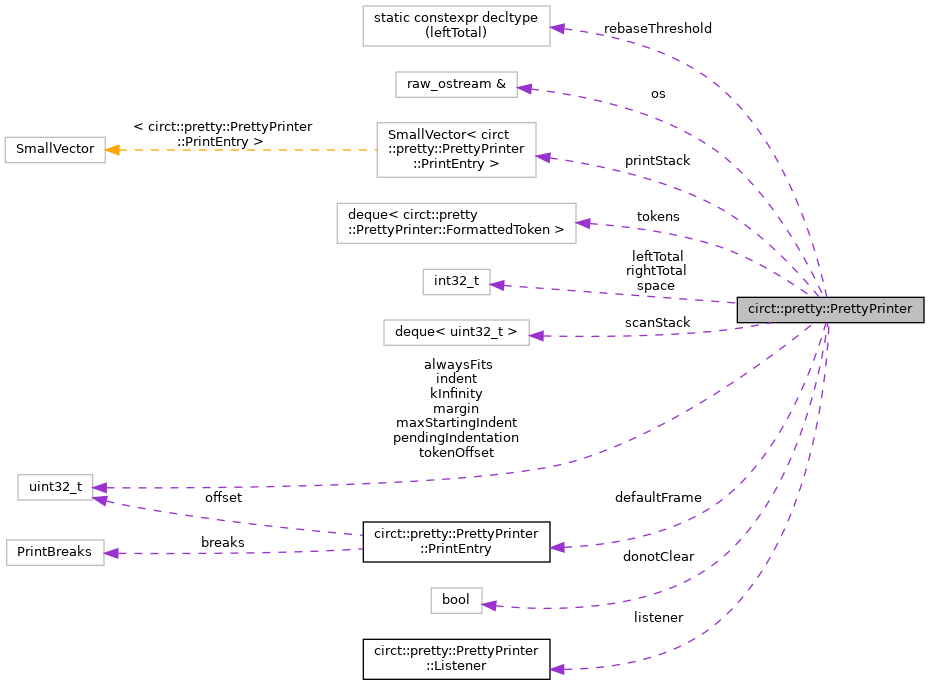 static constexpr decltype
(leftTotal)
rebaseThreshold
raw_ostream &
os
< circt::pretty::PrettyPrinter
::PrintEntry >
SmallVector
SmallVector< circt
::pretty::PrettyPrinter
::PrintEntry >
printStack
deque< circt::pretty
::PrettyPrinter::FormattedToken >
tokens
int32_t
leftTotal
rightTotal
space
circt::pretty::PrettyPrinter
deque< uint32_t >
scanStack
alwaysFits
indent
kInfinity
margin
maxStartingIndent
pendingIndentation
tokenOffset
uint32_t
offset
defaultFrame
circt::pretty::PrettyPrinter
::PrintEntry
breaks
PrintBreaks
donotClear
bool
listener
circt::pretty::PrettyPrinter
::Listener